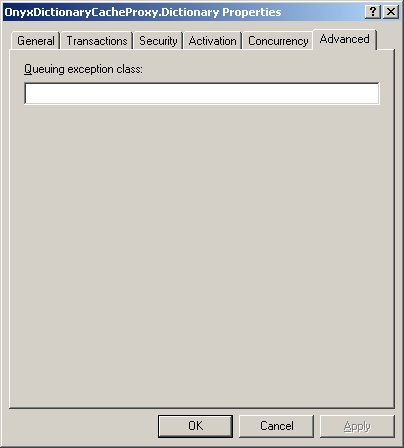 OnyxDictionaryCacheProxy.Dictionary Properties
General Transactions Security Activation Concurrency Advanced
Queuing exception class:
OK Cancel Apply